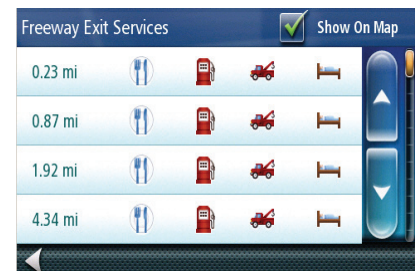 Freeway Exit Services
Show On Map
0.23 mi
0.87 mi
1.92 mi
4.34 mi